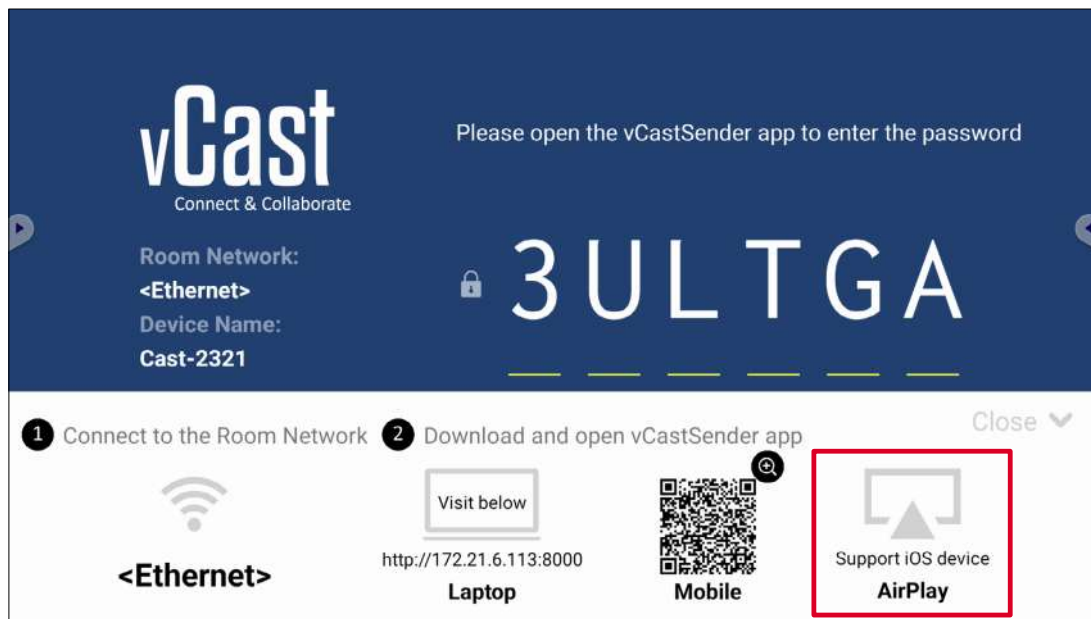 vCast
Connect & Collaborate
Please open the vCastSender app to enter the password
Room Network:
<Ethernet>
Device Name:
Cast-2321
3ULTGA
Close
1 Connect to the Room Network
2 Download and open vCastSender app
<Ethernet>
Visit below
http://172.21.6.113:8000
Laptop
Mobile
Support iOS device
AirPlay